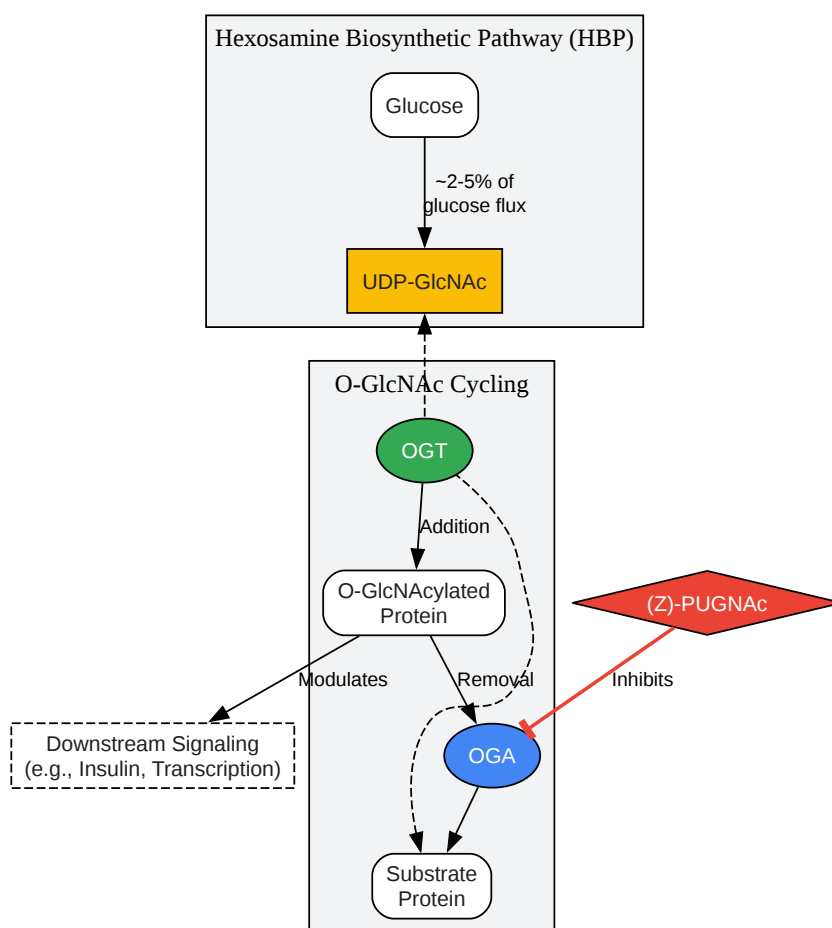 Hexosamine Biosynthetic Pathway (HBP)
Glucose
~2-5% of
glucose flux
UDP-GlcNAc
O-GlcNAc Cycling
OGT
Addition
O-GlcNAcylated
Protein
(Z)-PUGNAc
Modulates
Removal
Inhibits
Downstream Signaling
(e.g., Insulin, Transcription)
OGA
Substrate
Protein